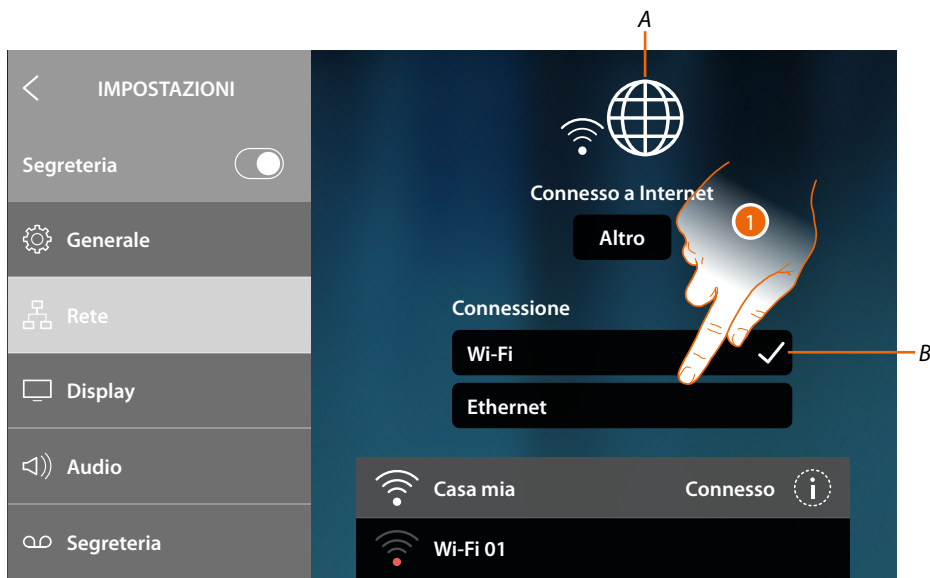 A
IMPOSTAZIONI
Segreteria
Connesso a Internet
Altro
1
Generale
Rete
Connessione
Wi-Fi
B
Display
Ethernet
Audio
Casa mia Connesso i
Segreteria
Wi-Fi 01